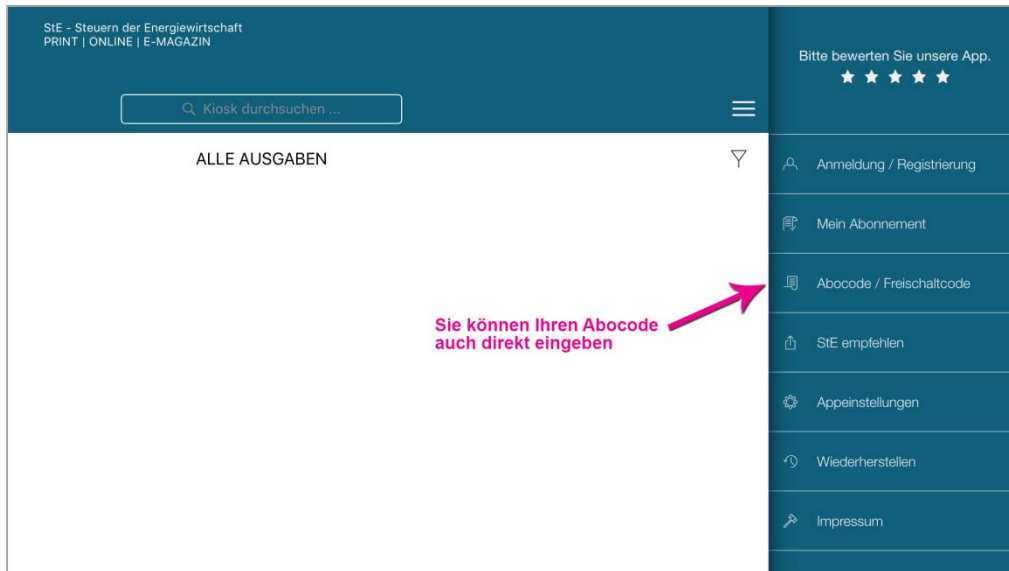 StE - Steuern der Energiewirtschaft
PRINT | ONLINE | E-MAGAZIN
Kiosk durchsuchen ...
ALLE AUSGABEN
Sie können Ihren Abocode
auch direkt eingeben
Bitte bewerten Sie unsere App.
Anmeldung / Registrierung
Mein Abonnement
Abocode / Freischaltcode
StE empfehlen
Appeinstellungen
Wiederherstellen
Impressum